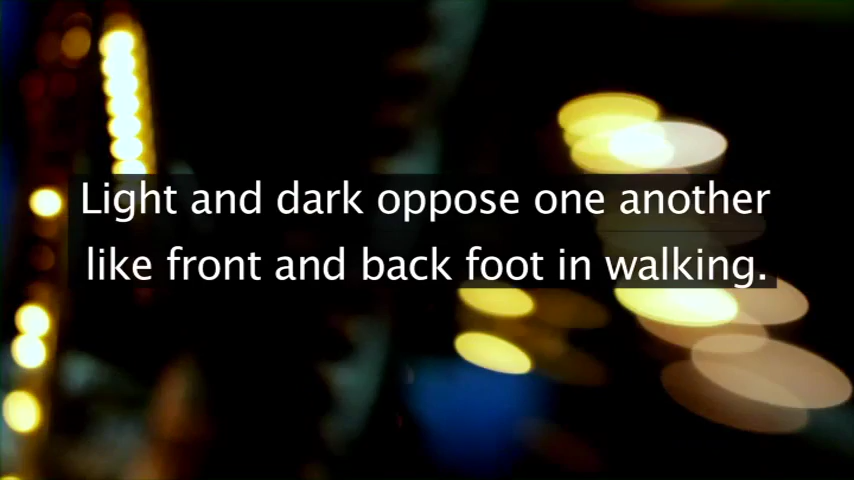 Light and dark oppose one another
like front and back foot in walking.